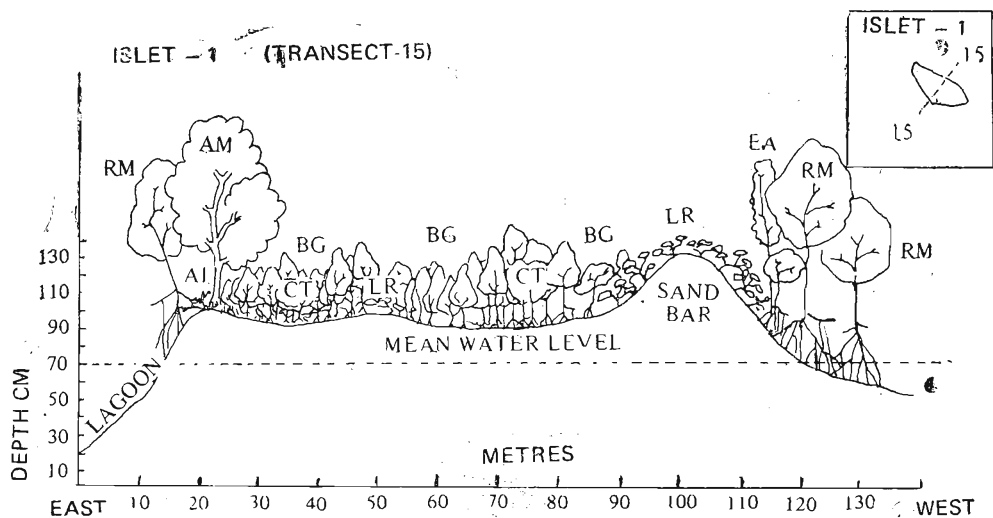 ISLET - 1 (TRANSECT-15)
ISLET - 1
15
15
RM
AM
EA
RM
LR
BG
BG
BG
RM
AI
CT
LR
CT
SAND
BAR
MEAN WATER LEVEL
LAGOON
DEPTH CM
130
110
90
70
50
30
10
METRES
EAST 10 20 30 40 50 60 70 80 90 100 110 120 130 WEST